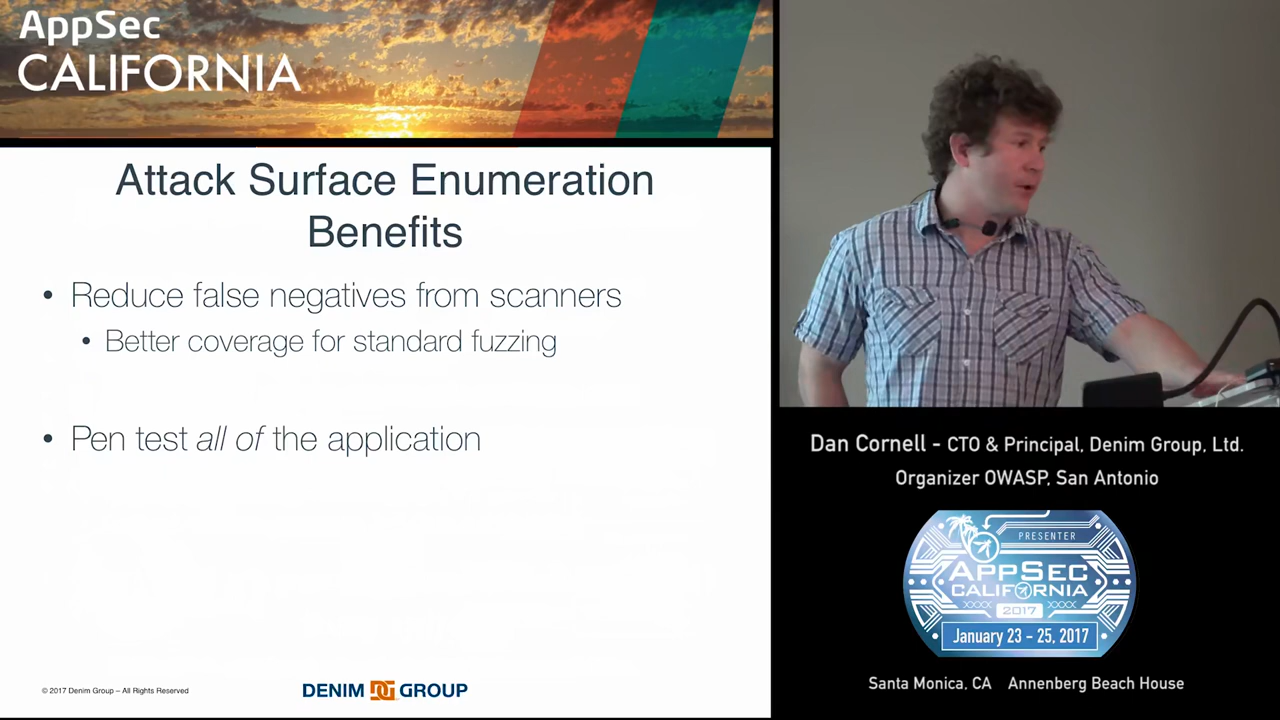 AppSec
CALIFORNIA
Attack Surface Enumeration
Benefits
• Reduce false negatives from scanners
• Better coverage for standard fuzzing
• Pen test all of the application
© 2017 Denim Group – All Rights Reserved
DENIM DG GROUP
Dan Cornell - CTO & Principal, Denim Group, Ltd.
Organizer OWASP, San Antonio
PRESENTER
APPSEC
CALIFORNIA
2017
January 23 - 25, 2017
Santa Monica, CA Annenberg Beach House